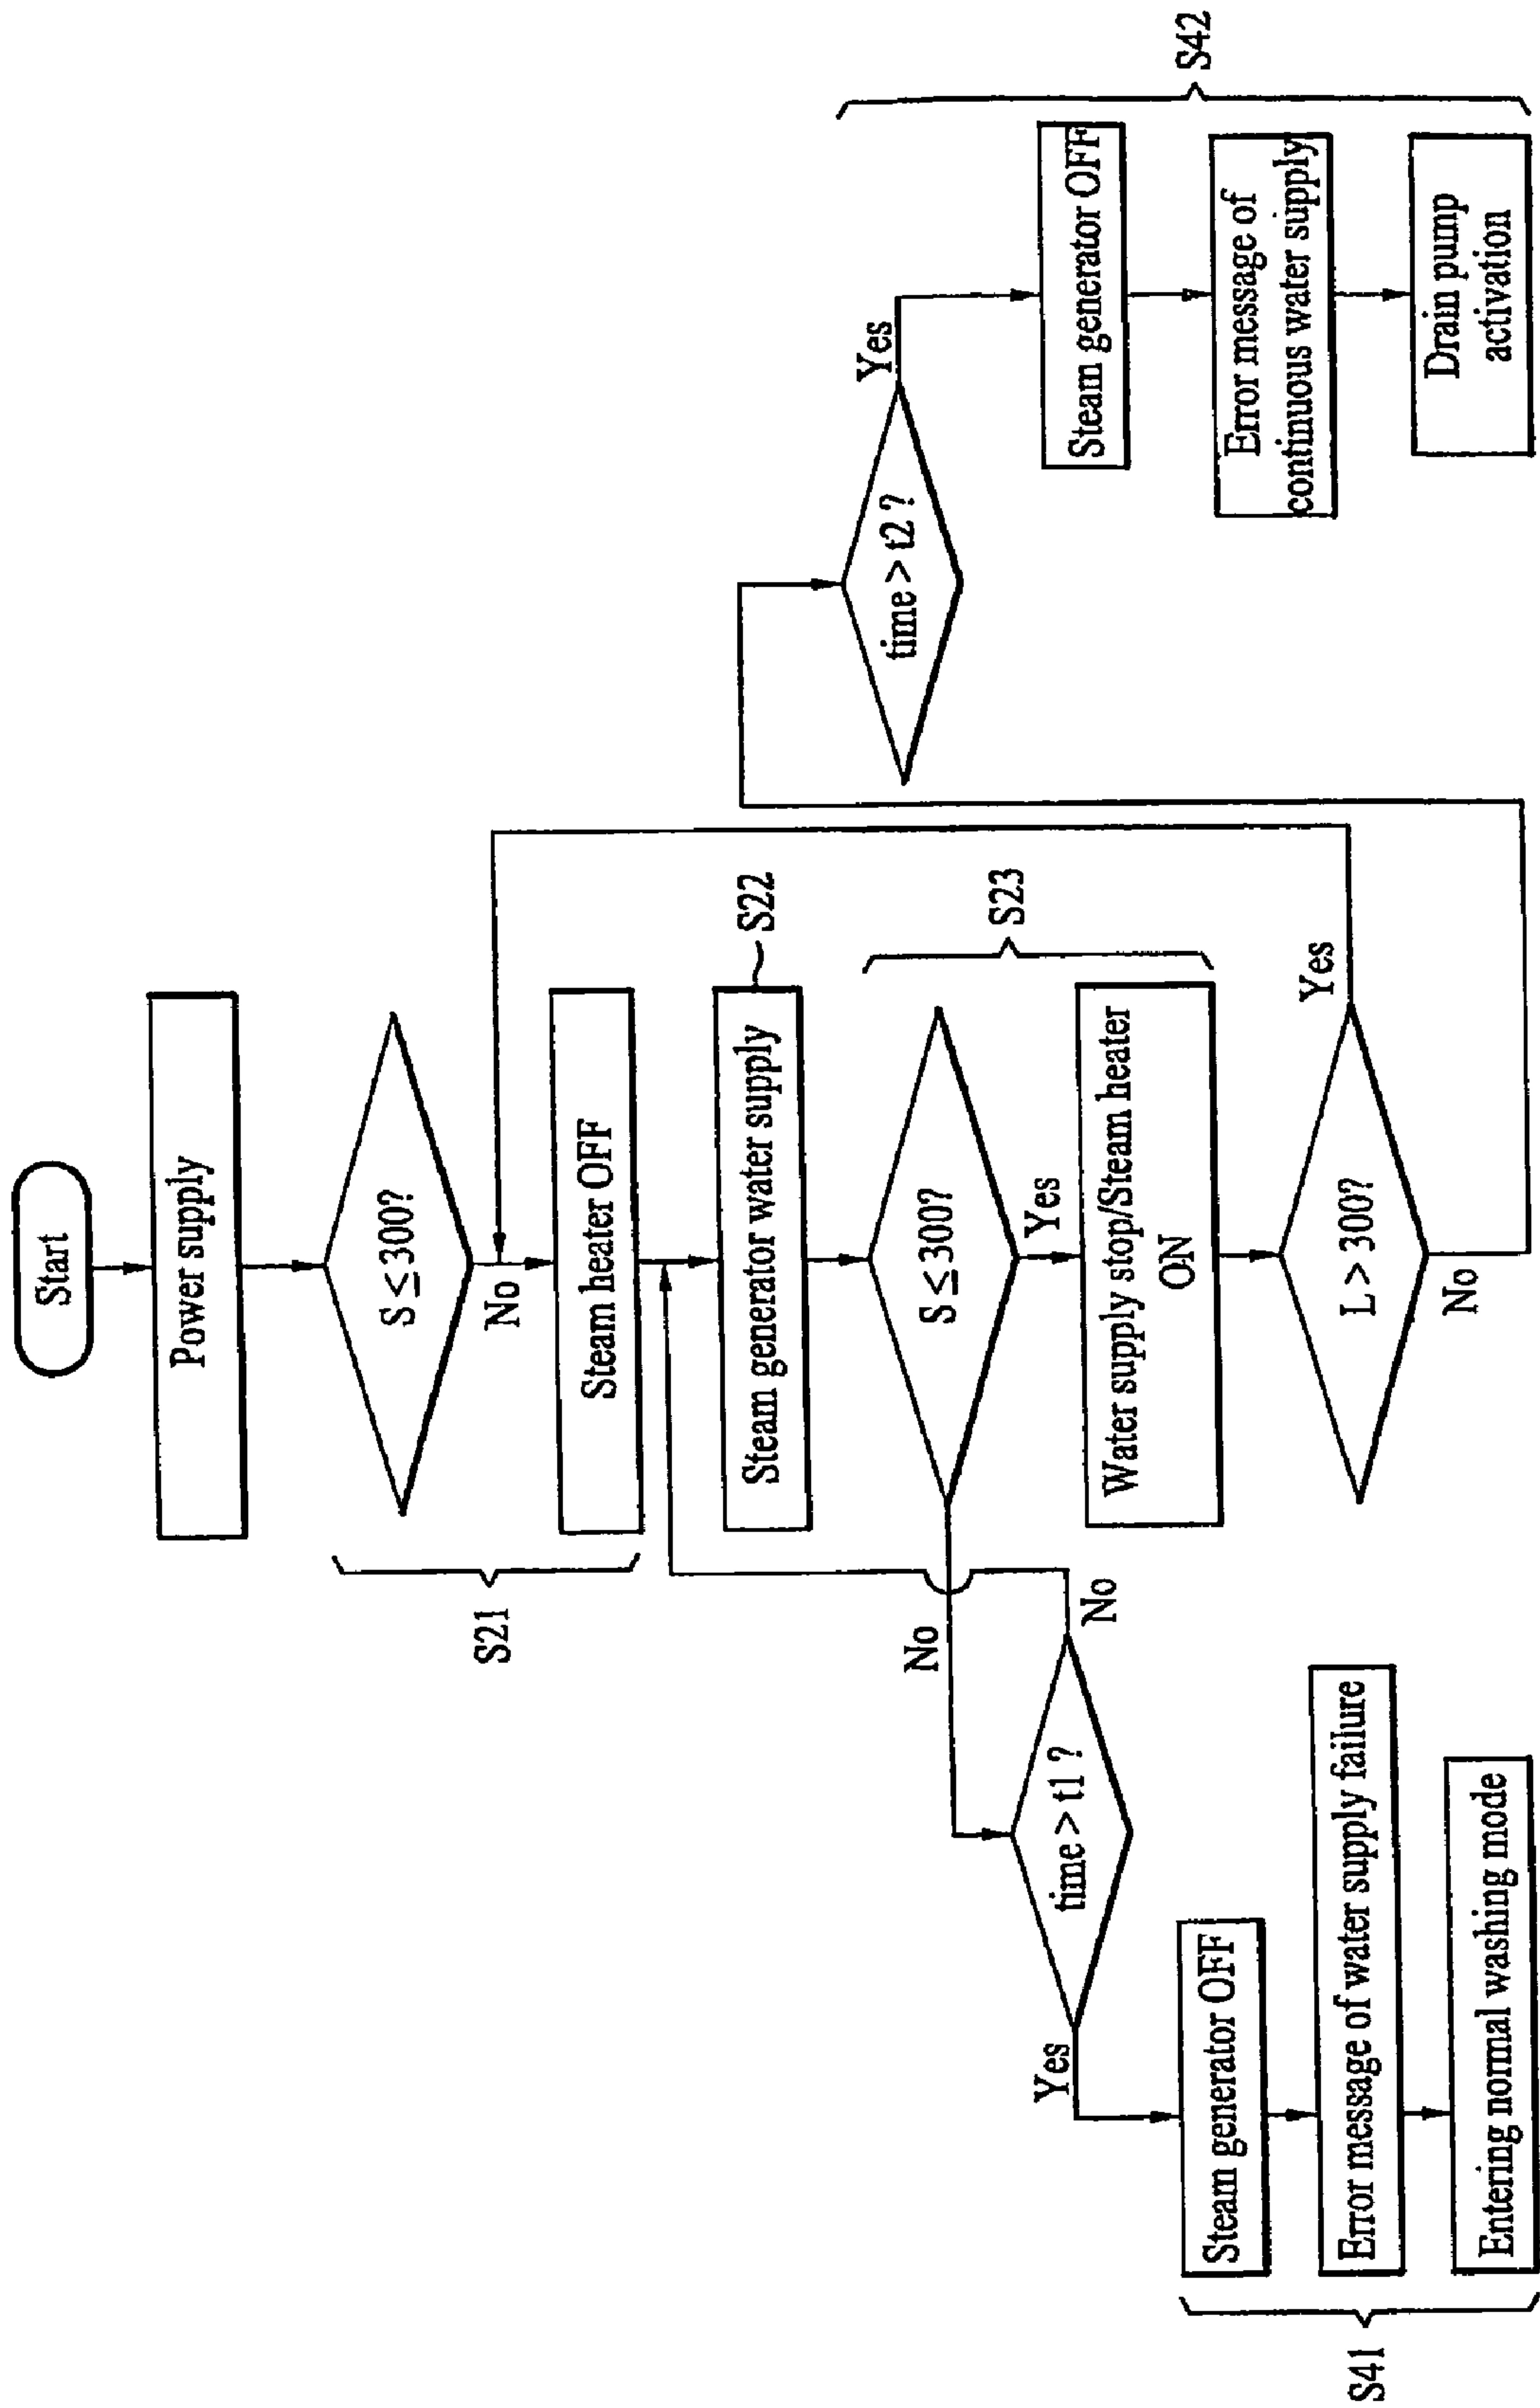 Start
Power supply
S ≤ 300?
No
S21
Steam heater OFF
Steam generator water supply
S22
S ≤ 300?
No
Yes
S23
Water supply stop/Steam heater
ON
L > 300?
Yes
No
time > t1 ?
No
Yes
Steam generator OFF
Error message of water supply failure
Entering normal washing mode
S41
time > t2 ?
Yes
Steam generator OFF
Error message of
continuous water supply
Drain pump
activation
S42